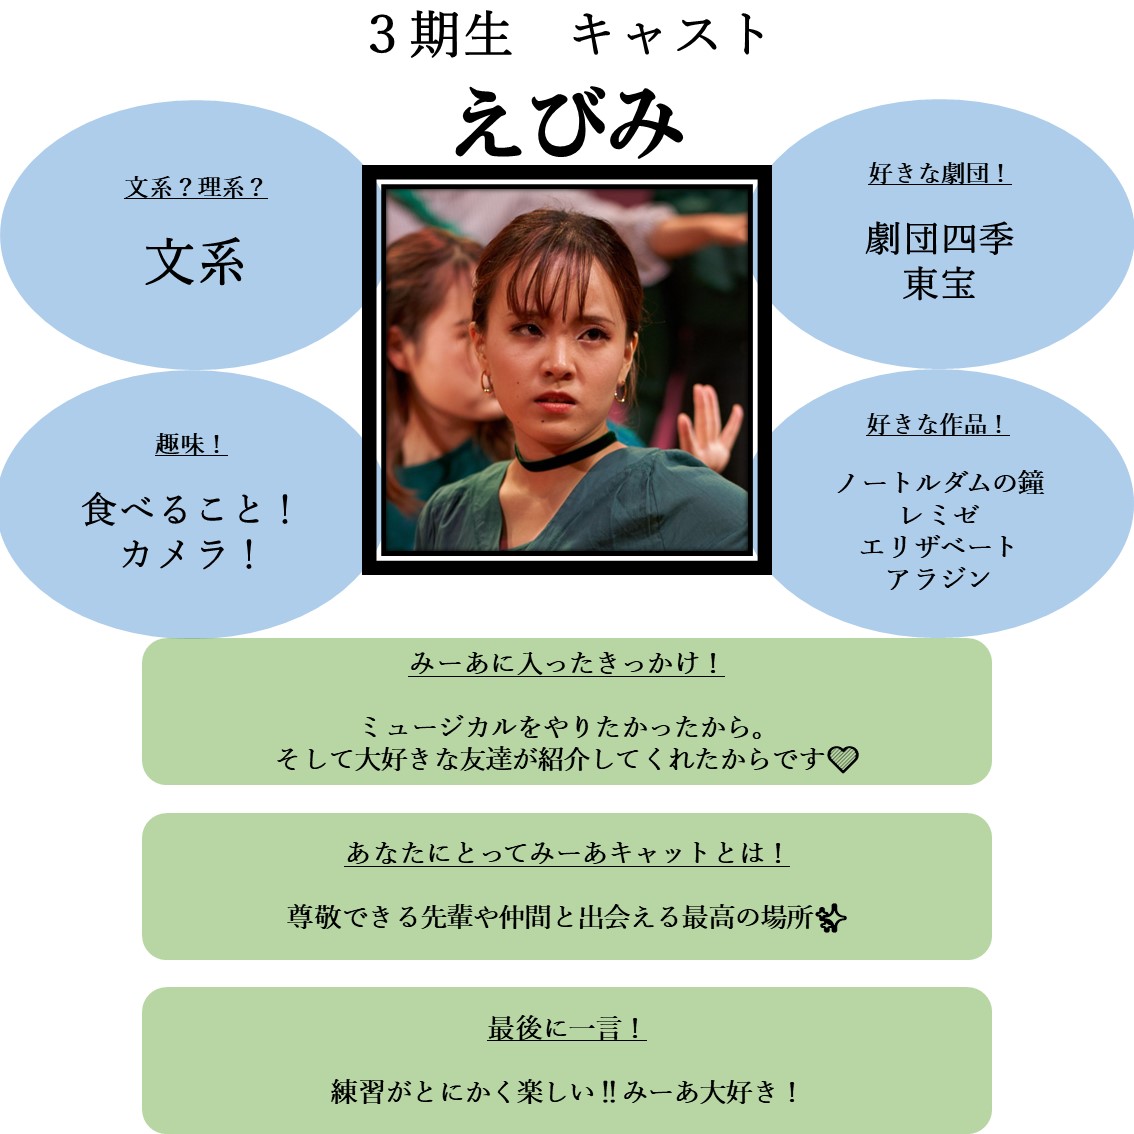 ３期生　キャスト
えびみ
文系？理系？
文系
好きな劇団！
劇団四季
東宝
趣味！
食べること！
カメラ！
好きな作品！
ノートルダムの鐘
レミゼ
エリザベート
アラジン
みーあに入ったきっかけ！
ミュージカルをやりたかったから。
そして大好きな友達が紹介してくれたからです♡
あなたにとってみーあキャットとは！
尊敬できる先輩や仲間と出会える最高の場所✨
最後に一言！
練習がとにかく楽しい‼みーあ大好き！